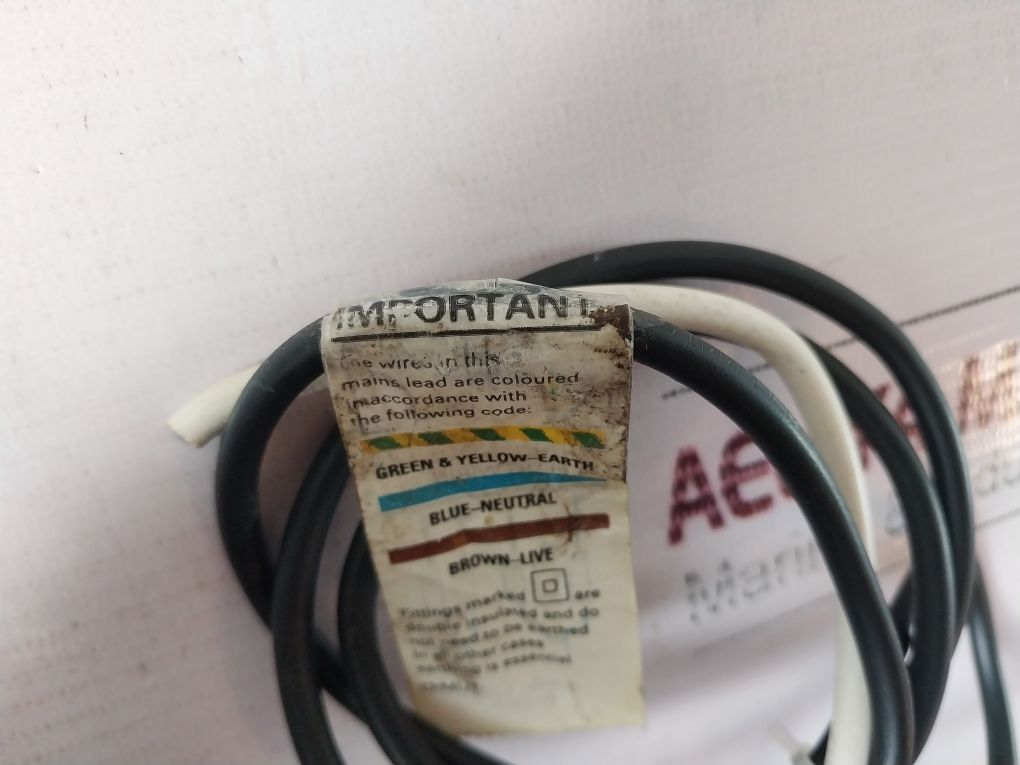 IMPORTANT
the wires in this
mains lead are coloured
in accordance with
the following code:
GREEN & YELLOW–EARTH
BLUE–NEUTRAL
BROWN–LIVE
Fittings marked are
double insulated and do
not need to be earthed
in all other cases
earthing is essential